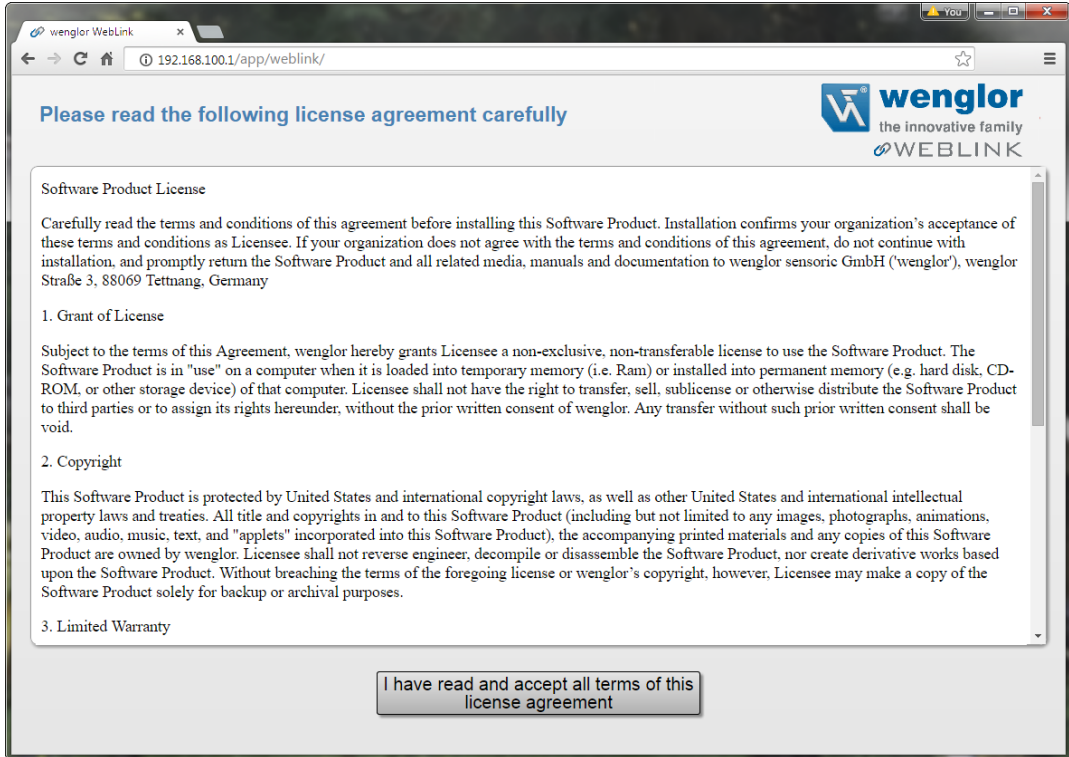 You
wenglor WebLink
192.168.100.1/app/weblink/
Please read the following license agreement carefully
wenglor
the innovative family
WEBLINK
Software Product License
Carefully read the terms and conditions of this agreement before installing this Software Product. Installation confirms your organization’s acceptance of
these terms and conditions as Licensee. If your organization does not agree with the terms and conditions of this agreement, do not continue with
installation, and promptly return the Software Product and all related media, manuals and documentation to wenglor sensoric GmbH ('wenglor'), wenglor
Straße 3, 88069 Tettnang, Germany
1. Grant of License
Subject to the terms of this Agreement, wenglor hereby grants Licensee a non-exclusive, non-transferable license to use the Software Product. The
Software Product is in "use" on a computer when it is loaded into temporary memory (i.e. Ram) or installed into permanent memory (e.g. hard disk, CD-
ROM, or other storage device) of that computer. Licensee shall not have the right to transfer, sell, sublicense or otherwise distribute the Software Product
to third parties or to assign its rights hereunder, without the prior written consent of wenglor. Any transfer without such prior written consent shall be
void.
2. Copyright
This Software Product is protected by United States and international copyright laws, as well as other United States and international intellectual
property laws and treaties. All title and copyrights in and to this Software Product (including but not limited to any images, photographs, animations,
video, audio, music, text, and "applets" incorporated into this Software Product), the accompanying printed materials and any copies of this Software
Product are owned by wenglor. Licensee shall not reverse engineer, decompile or disassemble the Software Product, nor create derivative works based
upon the Software Product. Without breaching the terms of the foregoing license or wenglor’s copyright, however, Licensee may make a copy of the
Software Product solely for backup or archival purposes.
3. Limited Warranty
I have read and accept all terms of this
license agreement